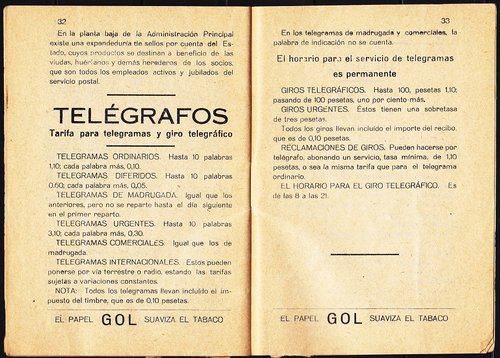 32
En la planta baja de la Administración Principal
existe una expendeduría de sellos por cuenta del Es-
tado, cuyos productos se destinan a beneficio de las
viudas, huérfanos y demás herederos de los socios,
que son todos los empleados activos y jubilados del
servicio postal.
TELÉGRAFOS
Tarifa para telegramas y giro telegráfico
TELEGRAMAS ORDINARIOS. Hasta 10 palabras
1,10; cada palabra más, 0,10.
TELEGRAMAS DIFERIDOS. Hasta 10 palabras
0,60; cada palabra más, 0,05.
TELEGRAMAS DE MADRUGADA. Igual que los
anteriores, pero no se reparte hasta el día siguiente
en el primer reparto.
TELEGRAMAS URGENTES. Hasta 10 palabras
3,10; cada palabra más, 0,30.
TELEGRAMAS COMERCIALES. Igual que los de
madrugada.
TELEGRAMAS INTERNACIONALES. Estos pueden
ponerse por vía terrestre o radio, estando las tarifas
sujetas a variaciones constantes.
NOTA: Todos los telegramas llevan incluído el im-
puesto del timbre, que es de 0,10 pesetas.
EL PAPEL GOL SUAVIZA EL TABACO
33
En los telegramas de madrugada y comerciales, la
palabra de indicación no se cuenta.
El horario para el servicio de telegramas
es permanente
GIROS TELEGRÁFICOS. Hasta 100, pesetas 1,10;
pasando de 100 pesetas, uno por ciento más.
GIROS URGENTES. Estos tienen una sobretasa
de tres pesetas.
Todos los giros llevan incluído el importe del recibo,
que es de 0,10 pesetas.
RECLAMACIONES DE GIROS. Pueden hacerse por
telégrafo, abonando un servicio, tasa mínima, de 1,10
pesetas, o sea la misma tarifa que para el telegrama
ordinario.
EL HORARIO PARA EL GIRO TELEGRÁFICO. Es
de las 8 a las 21.
EL PAPEL GOL SUAVIZA EL TABACO